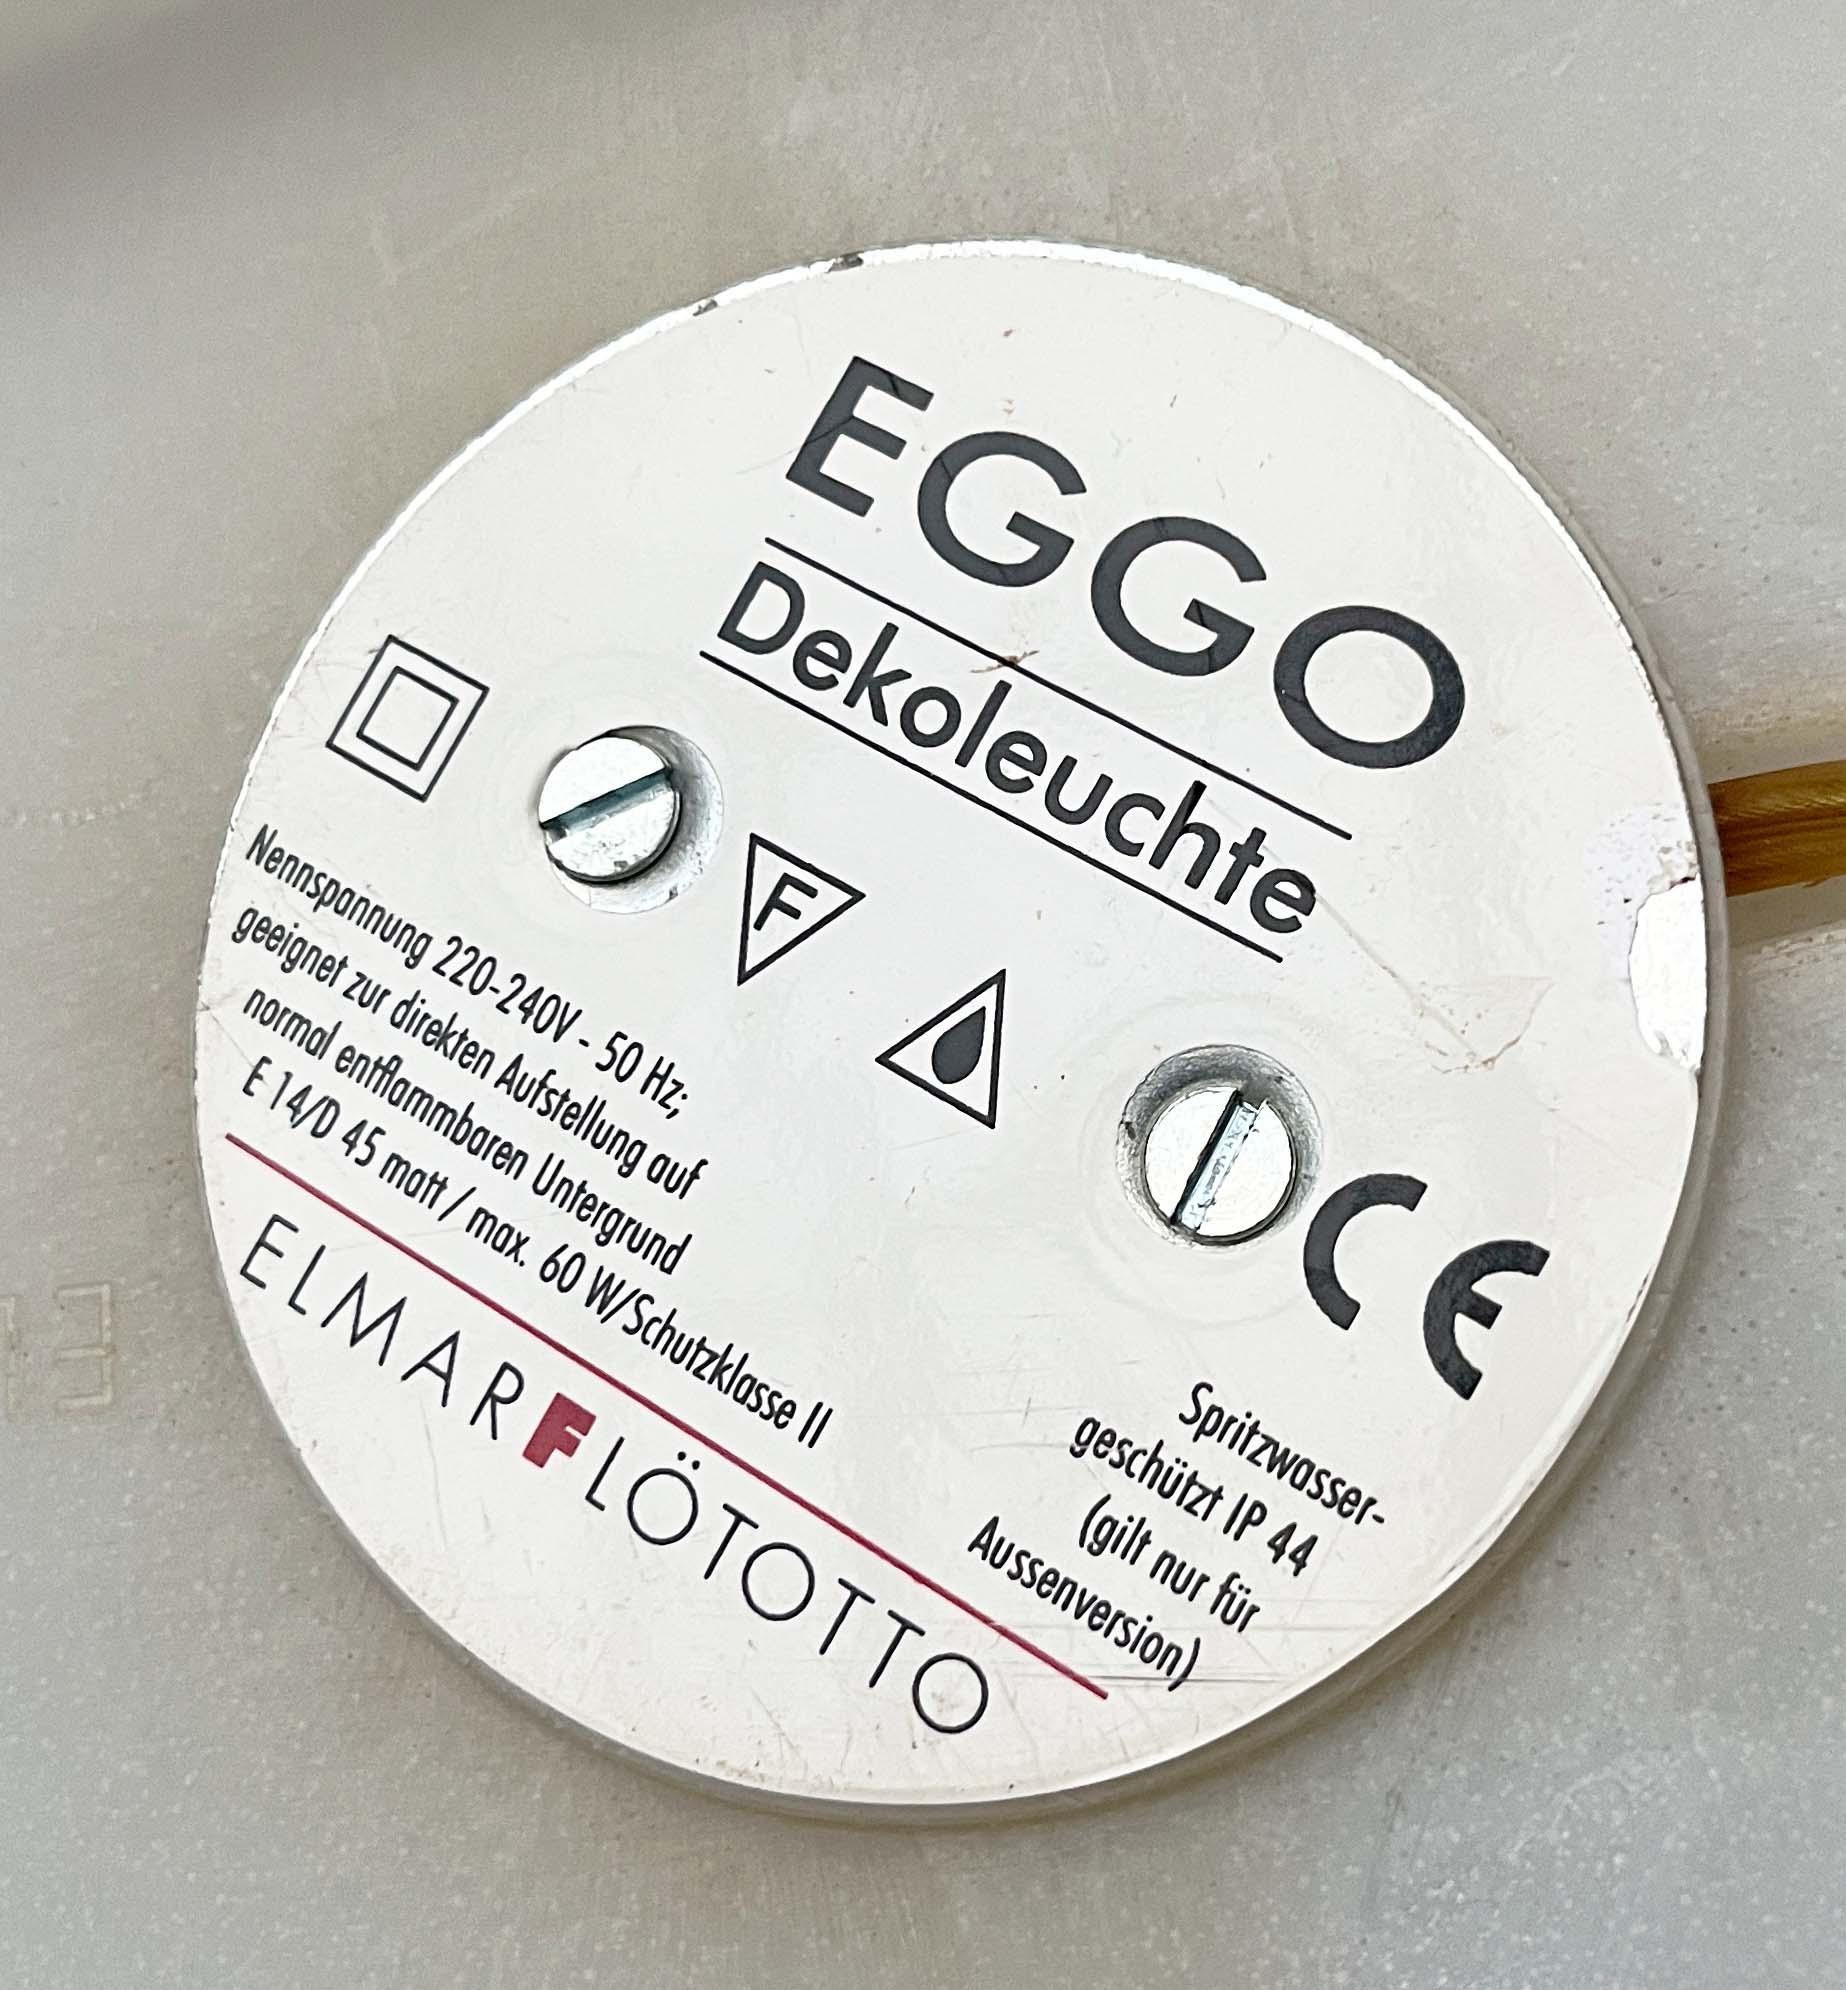 EGGO
Dekoleuchte
F
Nennspannung 220-240V - 50 Hz;
geeignet zur direkten Aufstellung auf
normal entflammbaren Untergrund
E 14/D 45 matt / max. 60 W/Schutzklasse II
CE
Spritzwasser-
geschützt IP 44
(gilt nur für
Aussenversion)
ELMARFLÖTOTTO